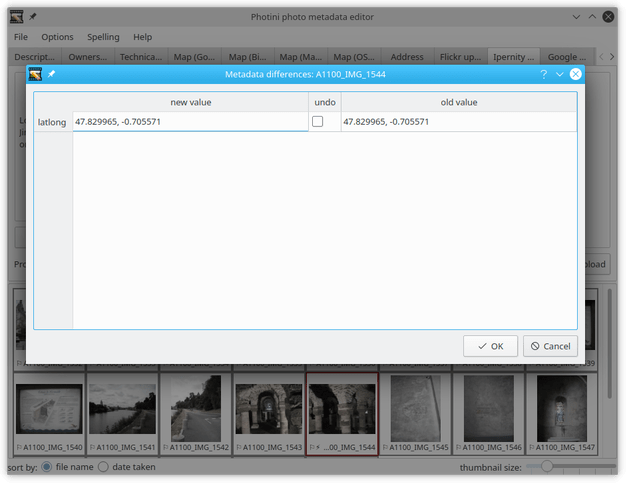 Photini photo metadata editor
File Options Spelling Help
Descript... Owners... Technica... Map (Go... Map (Bi... Map (Ma... Map (OS... Address Flickr up... Ipernity ... Google ...
Metadata differences: A1100_IMG_1544
new value undo old value
latlong 47.829965, -0.705571 47.829965, -0.705571
OK Cancel
A1100_IMG_1540 A1100_IMG_1541 A1100_IMG_1542 A1100_IMG_1543 ...00_IMG_1544 A1100_IMG_1545 A1100_IMG_1546 A1100_IMG_1547
sort by: file name date taken thumbnail size: